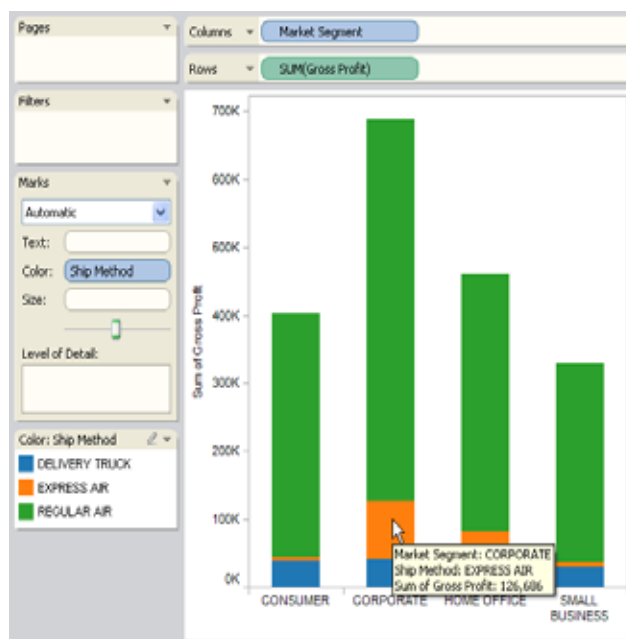 Pages
Columns Market Segment
Rows SUM(Gross Profit)
Filters
Marks
Automatic
Text:
Color: Ship Method
Size:
Level of Detail:
Color: Ship Method
DELIVERY TRUCK
EXPRESS AIR
REGULAR AIR
Sum of Gross Profit
700K
600K
500K
400K
300K
200K
100K
0K
Market Segment: CORPORATE
Ship Method: EXPRESS AIR
Sum of Gross Profit: 126,686
CONSUMER CORPORATE HOME OFFICE SMALL
BUSINESS